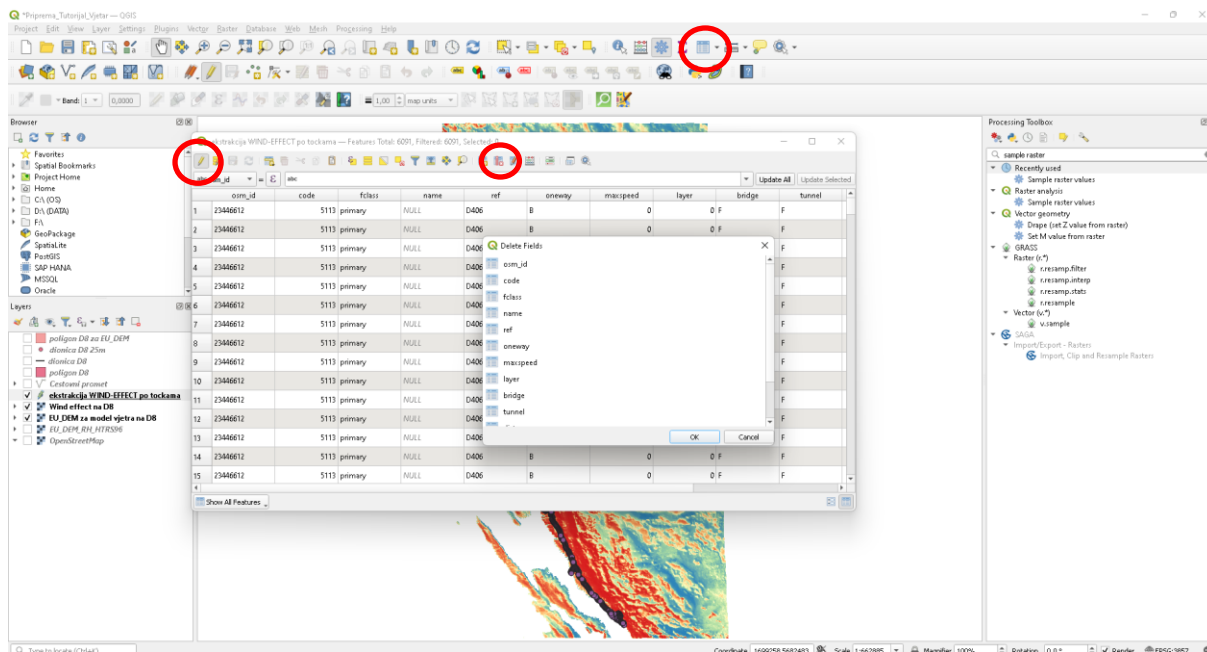 *Priprema_Tutorijal_Vjetar — QGIS
Project Edit View Layer Settings Plugins Vector Raster Database Web Mesh Processing Help
Band: 1 0,0000 1,00 map units
Browser
Favorites
Spatial Bookmarks
Project Home
Home
C:\ (OS)
D:\ (DATA)
F:\
GeoPackage
SpatiaLite
PostGIS
SAP HANA
MSSQL
Oracle
Layers
poligon D8 za EU_DEM
dionica D8 25m
dionica D8
poligon D8
Cestovni promet
ekstrakcija WIND-EFFECT po tockama
Wind effect na D8
EU_DEM za model vjetra na D8
EU_DEM_RH_HTRS96
OpenStreetMap
ekstrakcija WIND-EFFECT po tockama — Features Total: 6091, Filtered: 6091, Selected: 0
= ε abc Update All Update Selected
osm_id code fclass name ref oneway maxspeed layer bridge tunnel
1 23446612 5113 primary NULL D406 B 0 0 F F
2 23446612 5113 primary NULL D406 B 0 0 F F
3 23446612 5113 primary NULL D406 F
4 23446612 5113 primary NULL D406 F
5 23446612 5113 primary NULL D406 F
6 23446612 5113 primary NULL D406 F
7 23446612 5113 primary NULL D406 F
8 23446612 5113 primary NULL D406 F
9 23446612 5113 primary NULL D406 F
10 23446612 5113 primary NULL D406 F
11 23446612 5113 primary NULL D406 F
12 23446612 5113 primary NULL D406 F
13 23446612 5113 primary NULL D406 F
14 23446612 5113 primary NULL D406 B 0 0 F F
15 23446612 5113 primary NULL D406 B 0 0 F F
Show All Features
Delete Fields
osm_id
code
fclass
name
ref
oneway
maxspeed
layer
bridge
tunnel
OK Cancel
Processing Toolbox
sample raster
Recently used
Sample raster values
Raster analysis
Sample raster values
Vector geometry
Drape (set Z value from raster)
Set M value from raster
GRASS
Raster (r.*)
r.resamp.filter
r.resamp.interp
r.resamp.stats
r.resample
Vector (v.*)
v.sample
SAGA
Import/Export - Rasters
Import, Clip and Resample Rasters
Type to locate (Ctrl+K) Coordinate 1699258,5682483 Scale 1:662885 Magnifier 100% Rotation 0,0 ° Render EPSG:3857